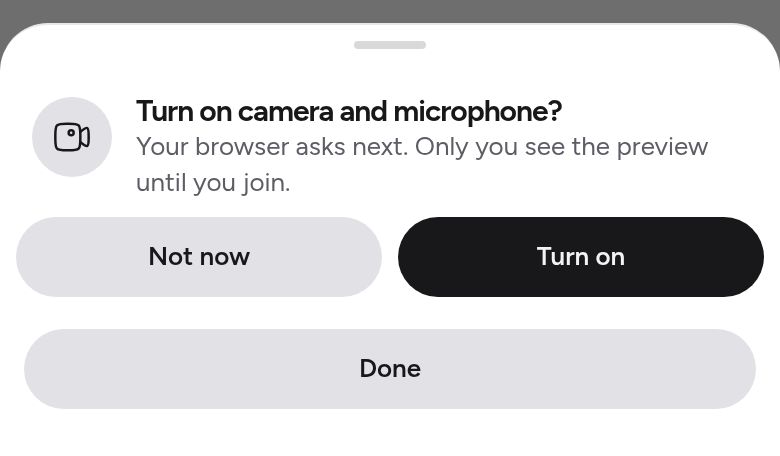 Turn on camera and microphone?
Your browser asks next. Only you see the preview
until you join.
Not now
Turn on
Done